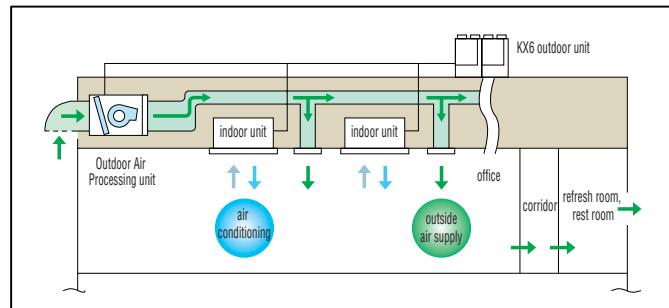 KX6 outdoor unit
indoor unit
indoor unit
Outdoor Air
Processing unit
office
corridor
refresh room,
rest room
air
conditioning
outside
air supply